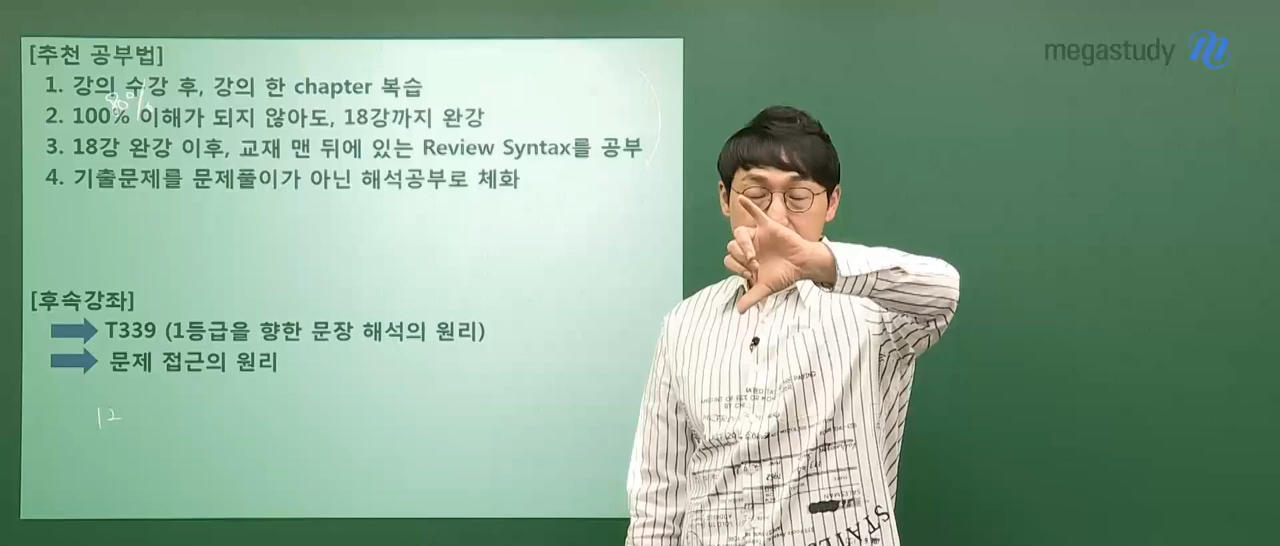 megastudy
[추천 공부법]
1. 강의 수강 후, 강의 한 chapter 복습
80%
2. 100% 이해가 되지 않아도, 18강까지 완강
3. 18강 완강 이후, 교재 맨 뒤에 있는 Review Syntax를 공부
4. 기출문제를 문제풀이가 아닌 해석공부로 체화
[후속강좌]
T339 (1등급을 향한 문장 해석의 원리)
문제 접근의 원리
12
AMOUNT OF
STATES